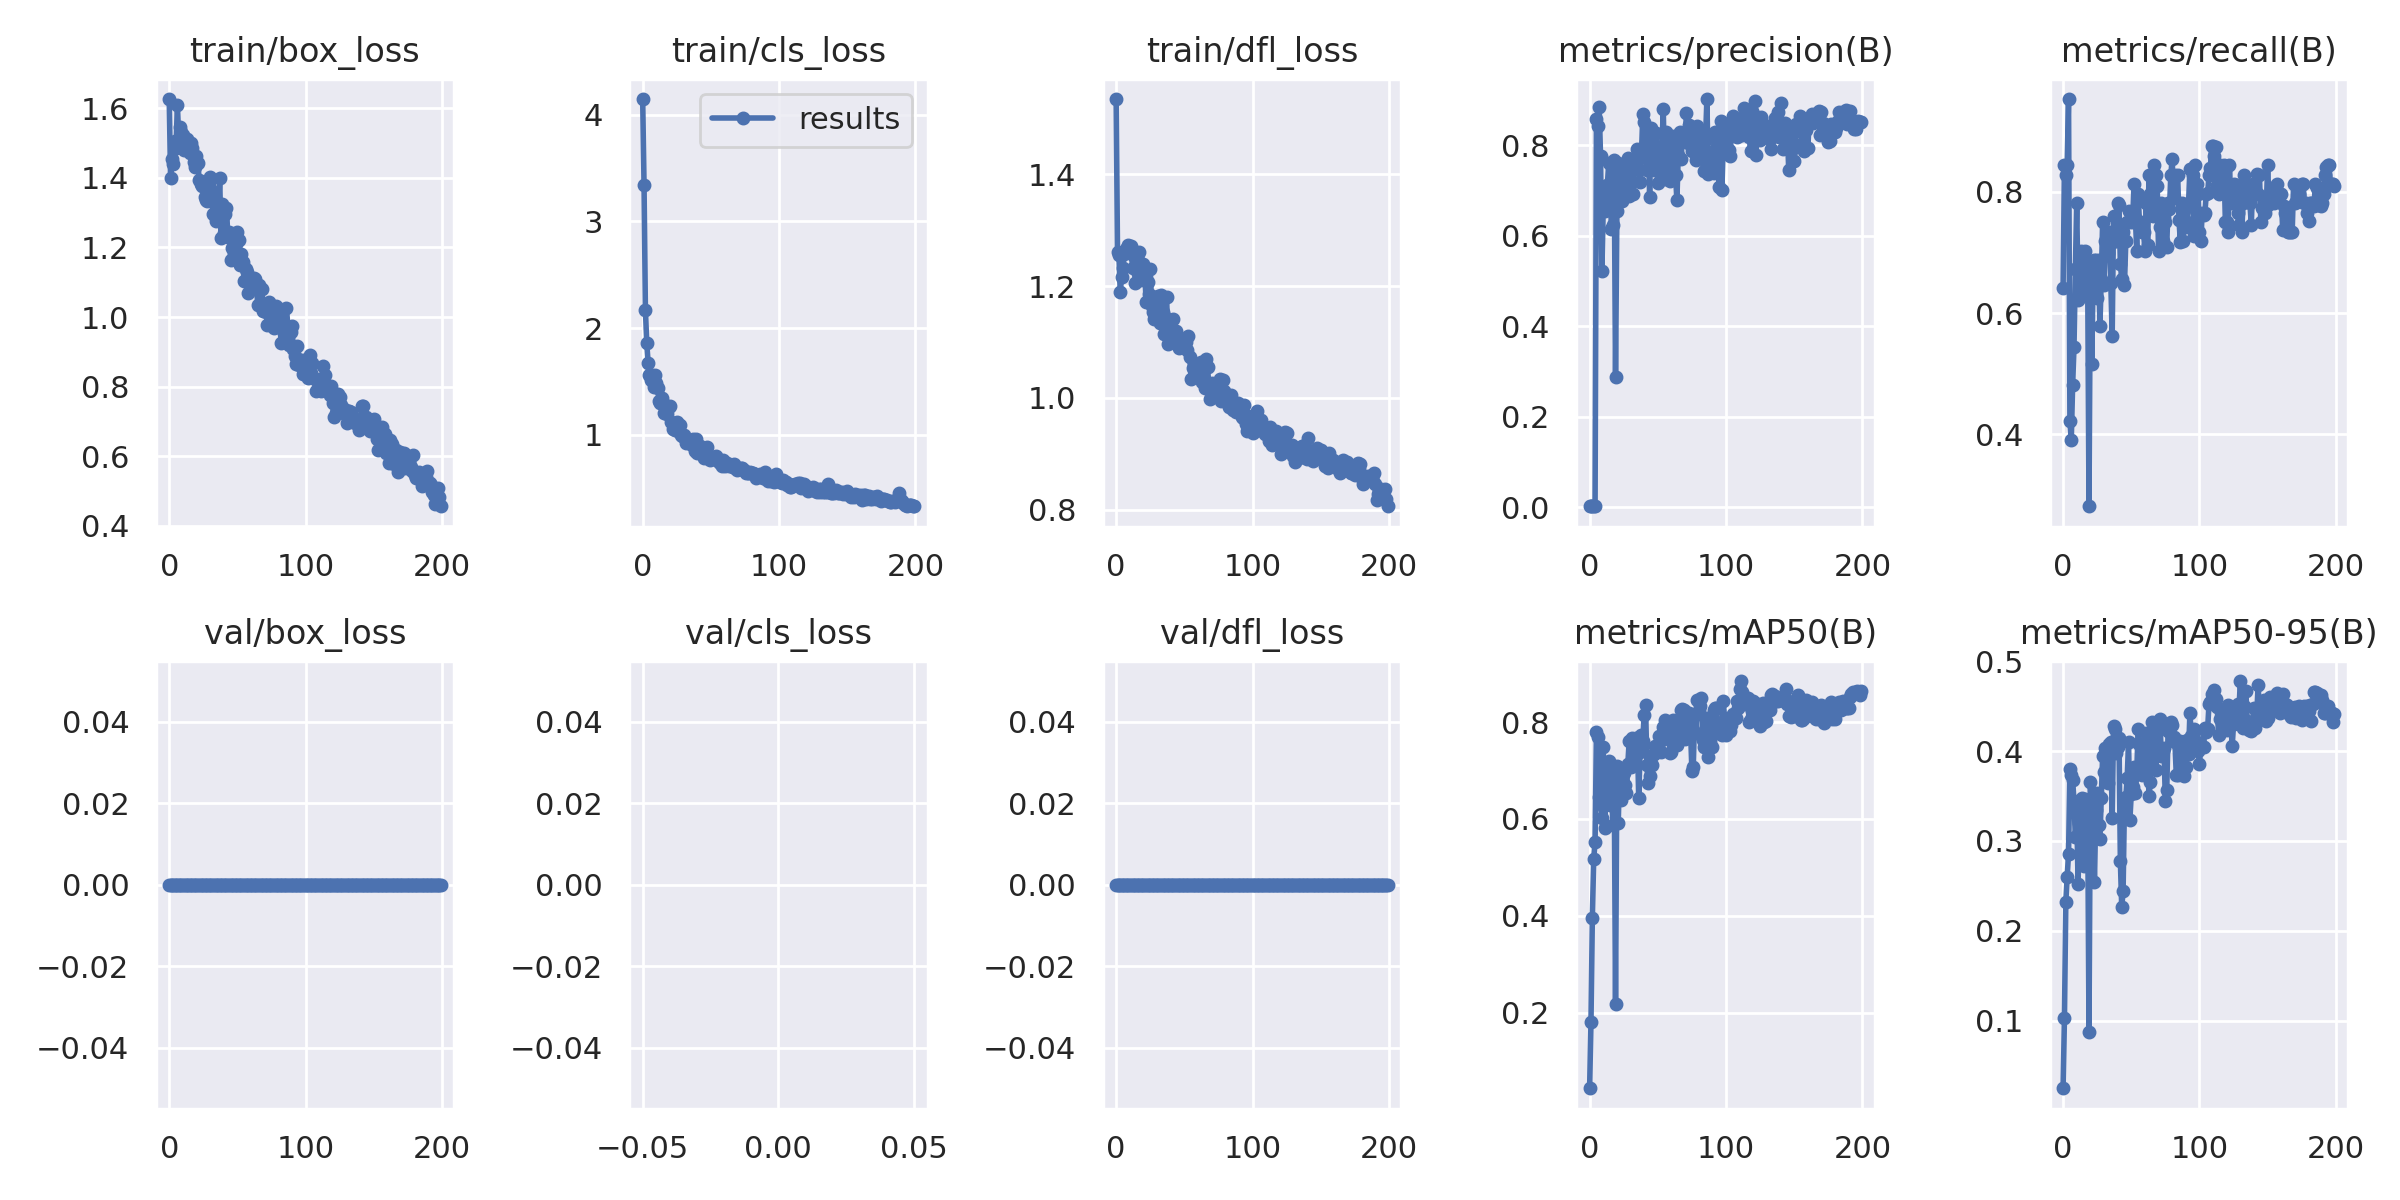 train/box_loss
train/cls_loss
train/dfl_loss
metrics/precision(B)
metrics/recall(B)
1.6
1.4
1.2
1.0
0.8
0.6
0.4
0 100 200
results
4
3
2
1
0 100 200
1.4
1.2
1.0
0.8
0 100 200
0.8
0.6
0.4
0.2
0.0
0 100 200
0.8
0.6
0.4
0 100 200
val/box_loss
val/cls_loss
val/dfl_loss
metrics/mAP50(B)
metrics/mAP50-95(B)
0.04
0.02
0.00
−0.02
−0.04
0 100 200
0.04
0.02
0.00
−0.02
−0.04
−0.05 0.00 0.05
0.04
0.02
0.00
−0.02
−0.04
0 100 200
0.8
0.6
0.4
0.2
0 100 200
0.5
0.4
0.3
0.2
0.1
0 100 200